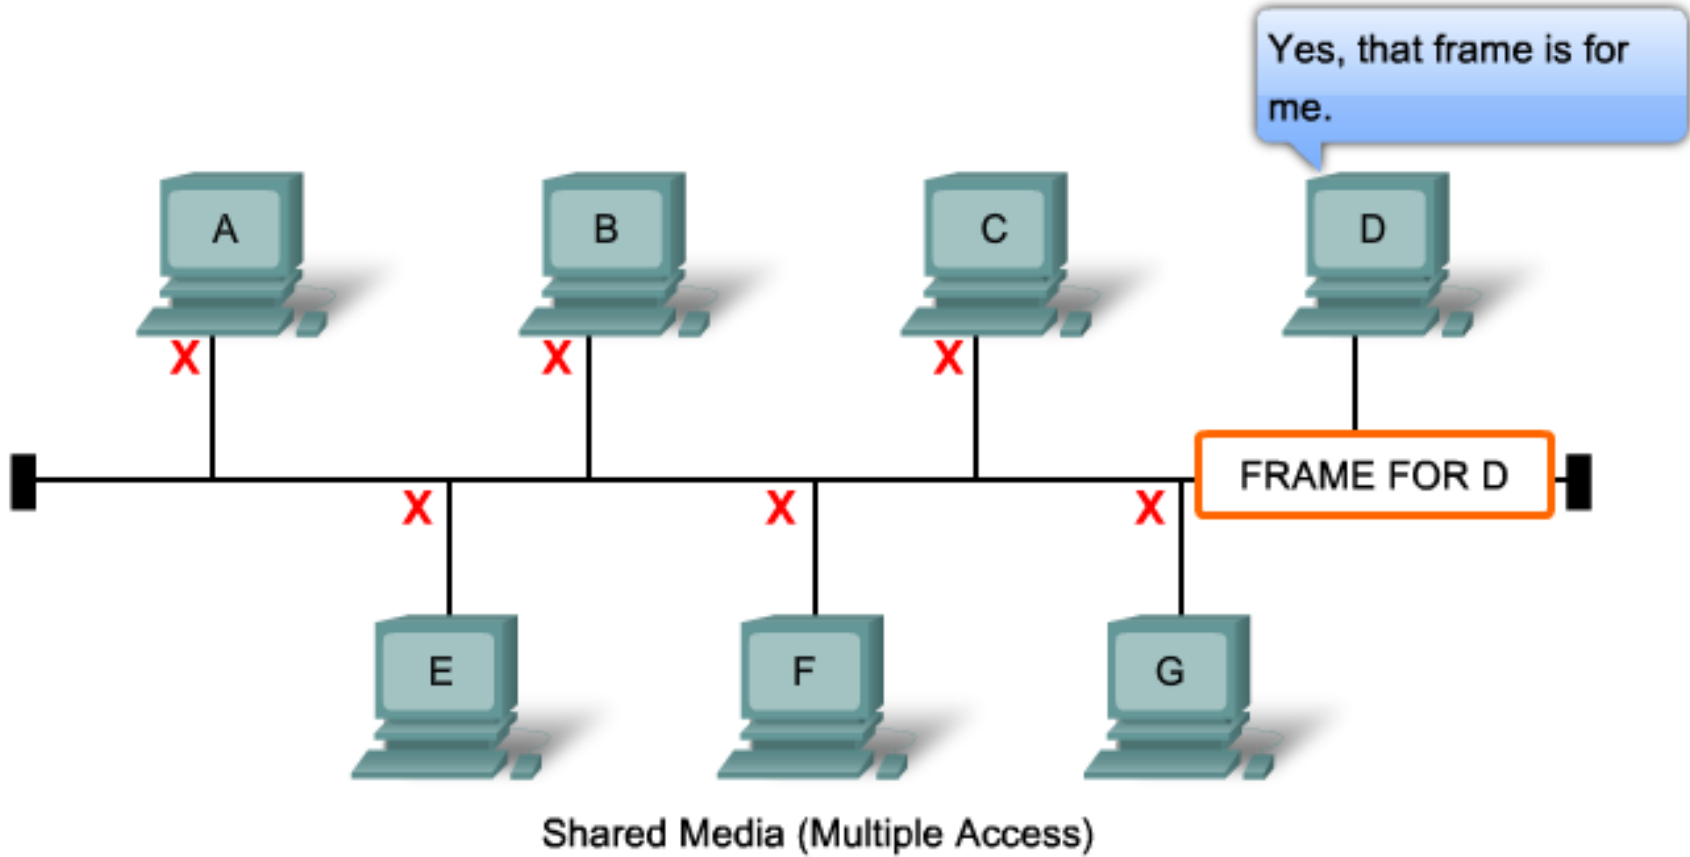 Yes, that frame is for
me.
A
B
C
D
X
X
X
FRAME FOR D
X
X
X
E
F
G
Shared Media (Multiple Access)